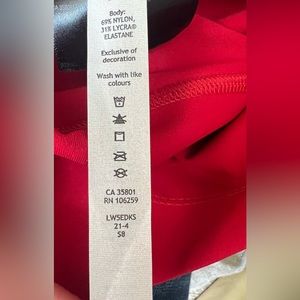 Body:
69% NYLON,
31% LYCRA®
ELASTANE
Exclusive of
decoration
Wash with like
colours
CA 35801
RN 106259
LW5EDKS
21-4
S8